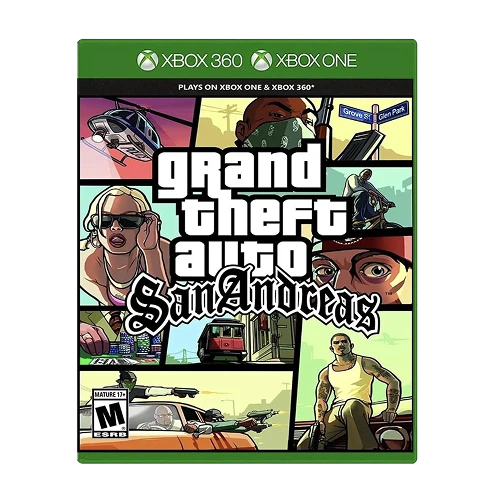 XBOX 360 XBOX ONE
PLAYS ON XBOX ONE & XBOX 360*
Grove St Glen Park
grand
theft
auto
San Andreas
MATURE 17+
M
ESRB